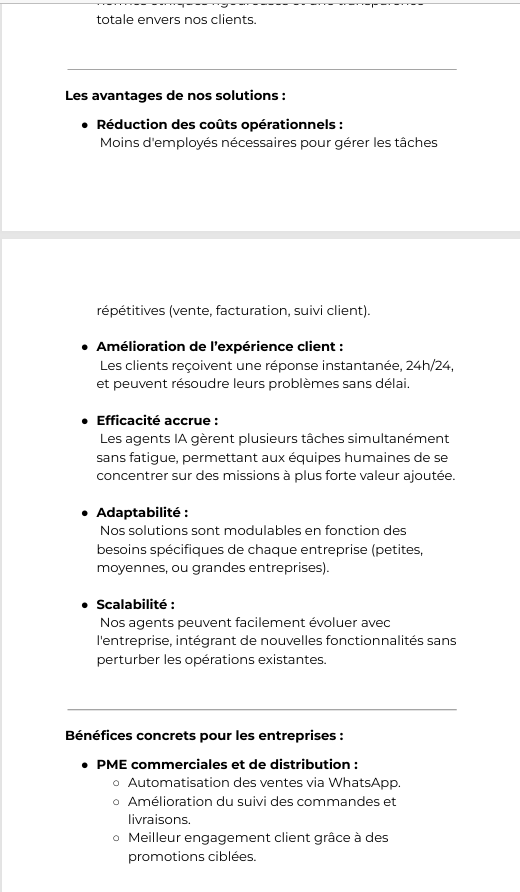 totale envers nos clients.
Les avantages de nos solutions :
● Réduction des coûts opérationnels :
Moins d'employés nécessaires pour gérer les tâches
répétitives (vente, facturation, suivi client).
● Amélioration de l’expérience client :
Les clients reçoivent une réponse instantanée, 24h/24,
et peuvent résoudre leurs problèmes sans délai.
● Efficacité accrue :
Les agents IA gèrent plusieurs tâches simultanément
sans fatigue, permettant aux équipes humaines de se
concentrer sur des missions à plus forte valeur ajoutée.
● Adaptabilité :
Nos solutions sont modulables en fonction des
besoins spécifiques de chaque entreprise (petites,
moyennes, ou grandes entreprises).
● Scalabilité :
Nos agents peuvent facilement évoluer avec
l'entreprise, intégrant de nouvelles fonctionnalités sans
perturber les opérations existantes.
Bénéfices concrets pour les entreprises :
● PME commerciales et de distribution :
○ Automatisation des ventes via WhatsApp.
○ Amélioration du suivi des commandes et
livraisons.
○ Meilleur engagement client grâce à des
promotions ciblées.